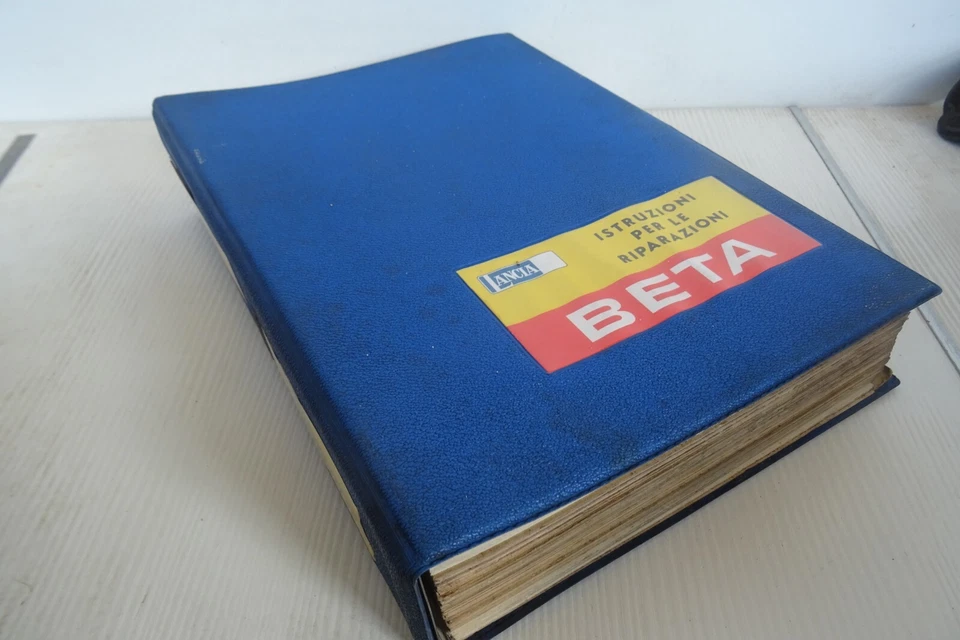 LANCIA
ISTRUZIONI
PER LE
RIPARAZIONI
BETA